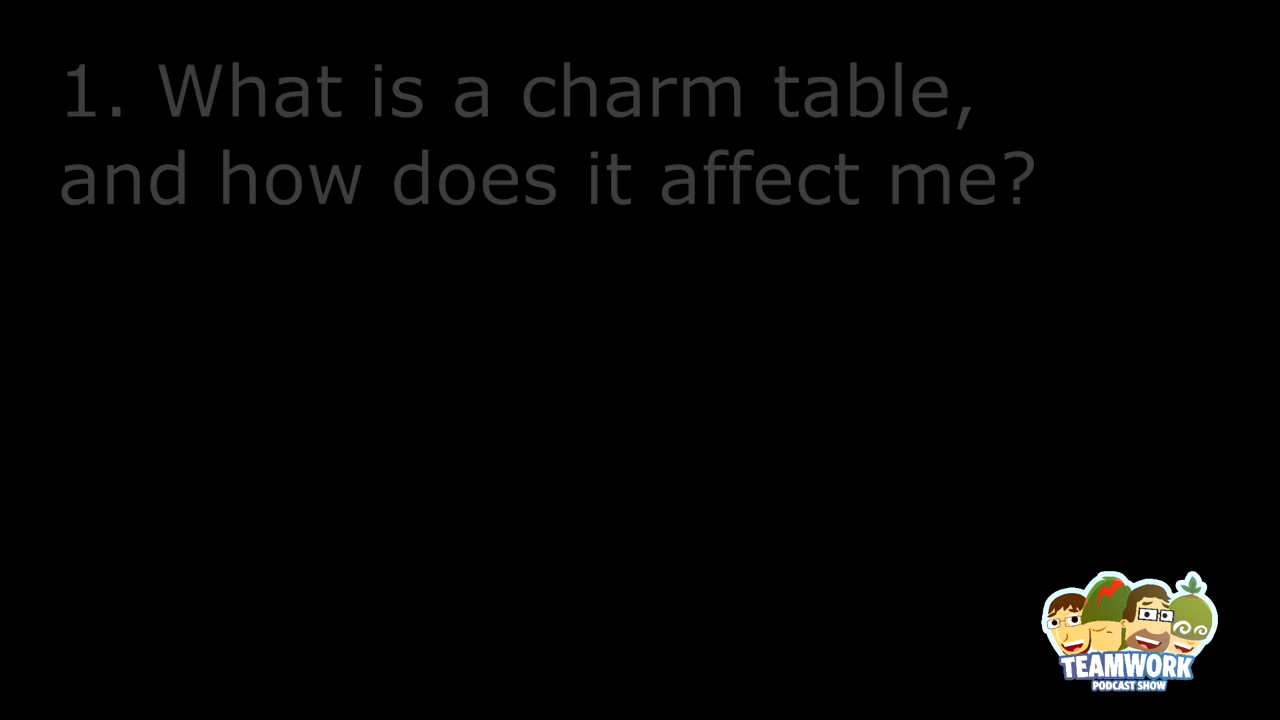 1. What is a charm table,
and how does it affect me?
TEAMWORK
PODCAST SHOW